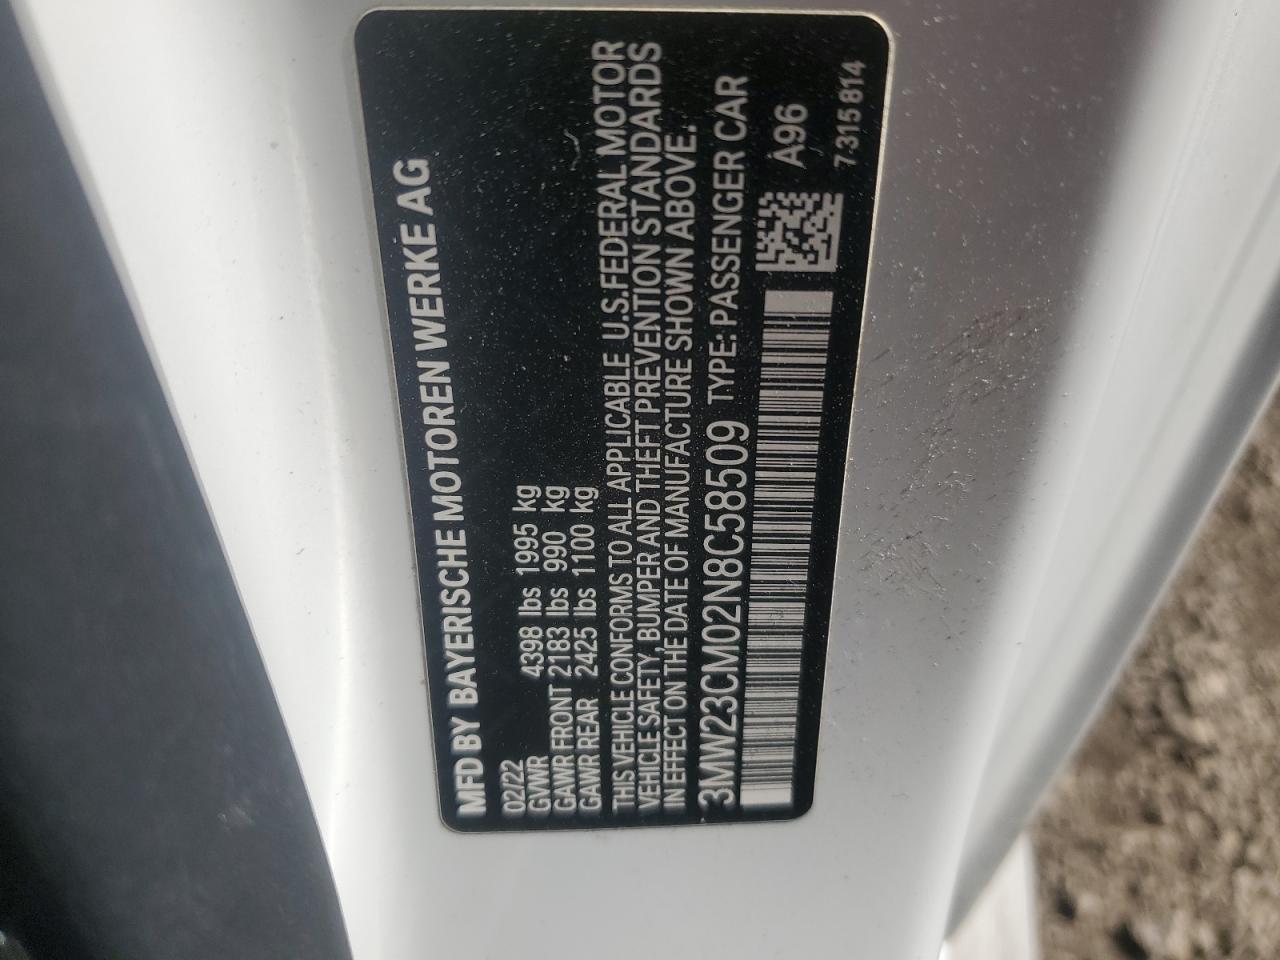 MFD BY BAYERISCHE MOTOREN WERKE AG
02/22
GVWR 4398 lbs 1995 kg
GAWR FRONT 2183 lbs 990 kg
GAWR REAR 2425 lbs 1100 kg
THIS VEHICLE CONFORMS TO ALL APPLICABLE U.S.FEDERAL MOTOR
VEHICLE SAFETY, BUMPER AND THEFT PREVENTION STANDARDS
IN EFFECT ON THE DATE OF MANUFACTURE SHOWN ABOVE.
3MW23CM02N8C58509 TYPE: PASSENGER CAR
A96
7 315 814